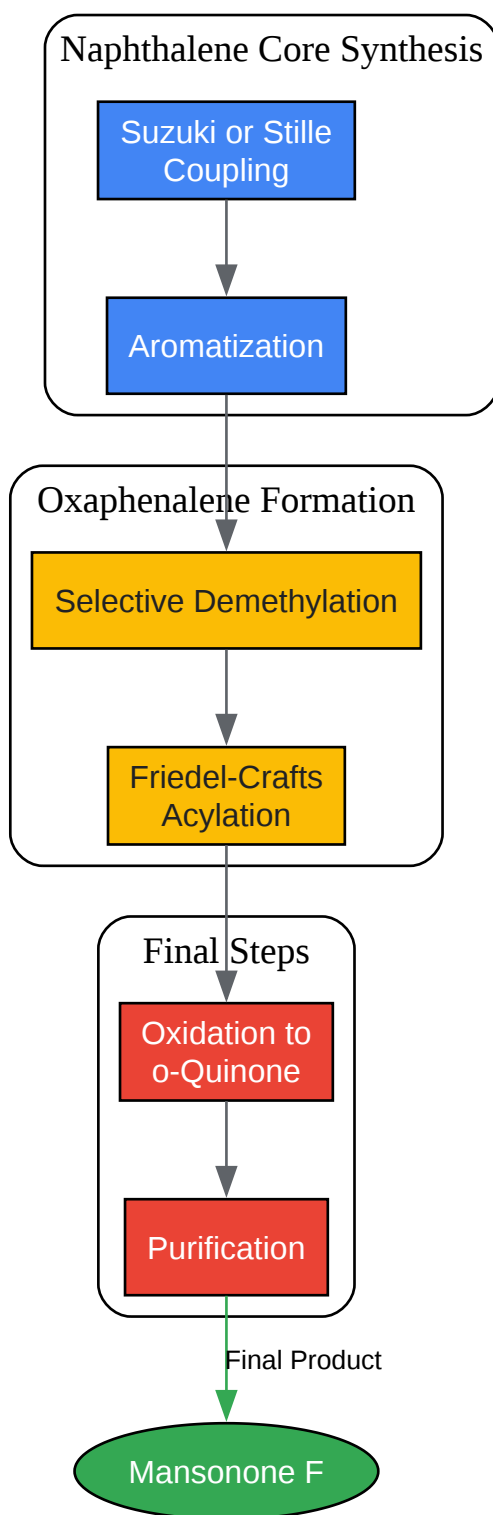 Naphthalene Core Synthesis
Suzuki or Stille
Coupling
Aromatization
Oxaphenalene Formation
Selective Demethylation
Friedel-Crafts
Acylation
Final Steps
Oxidation to
o-Quinone
Purification
Final Product
Mansonone F